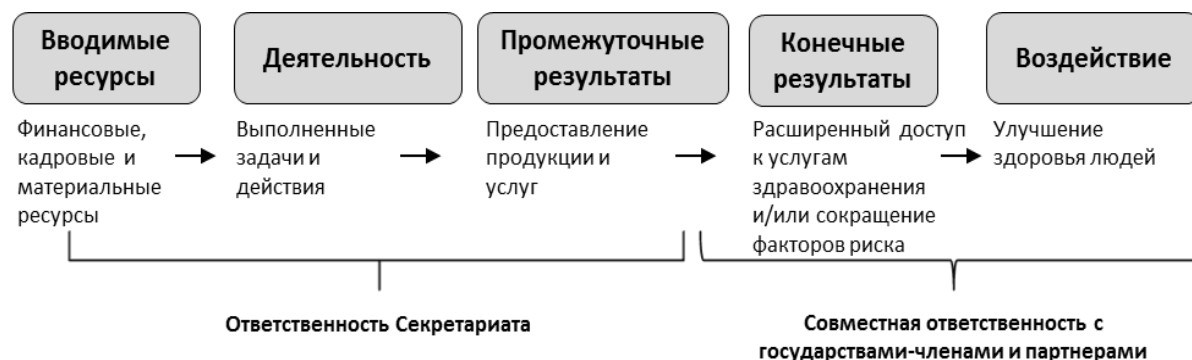 Вводимые
ресурсы
Деятельность
Промежуточные
результаты
Конечные
результаты
Воздействие
Финансовые,
кадровые и
материальные
ресурсы
Выполненные
задачи и
действия
Предоставление
продукции и
услуг
Расширенный доступ
к услугам
здравоохранения
и/или сокращение
факторов риска
Улучшение
здоровья людей
Ответственность Секретариата
Совместная ответственность с
государствами-членами и партнерами